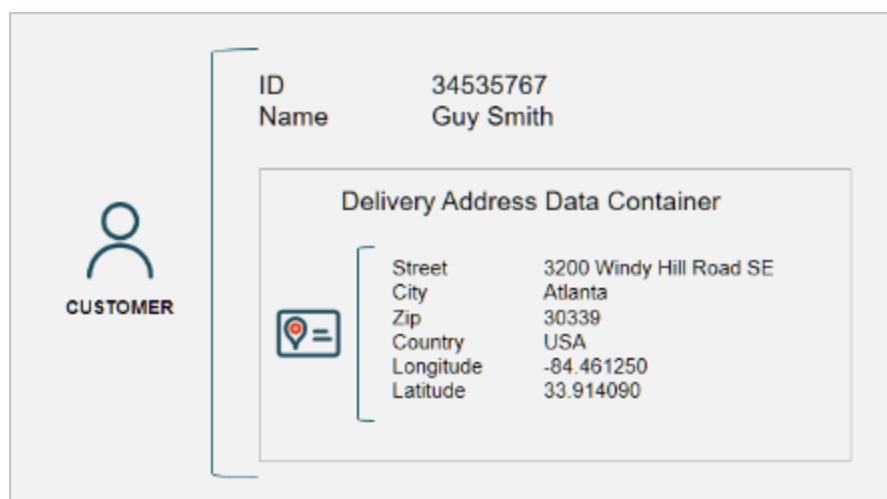 ID 34535767
Name Guy Smith
Delivery Address Data Container
CUSTOMER
Street 3200 Windy Hill Road SE
City Atlanta
Zip 30339
Country USA
Longitude -84.461250
Latitude 33.914090